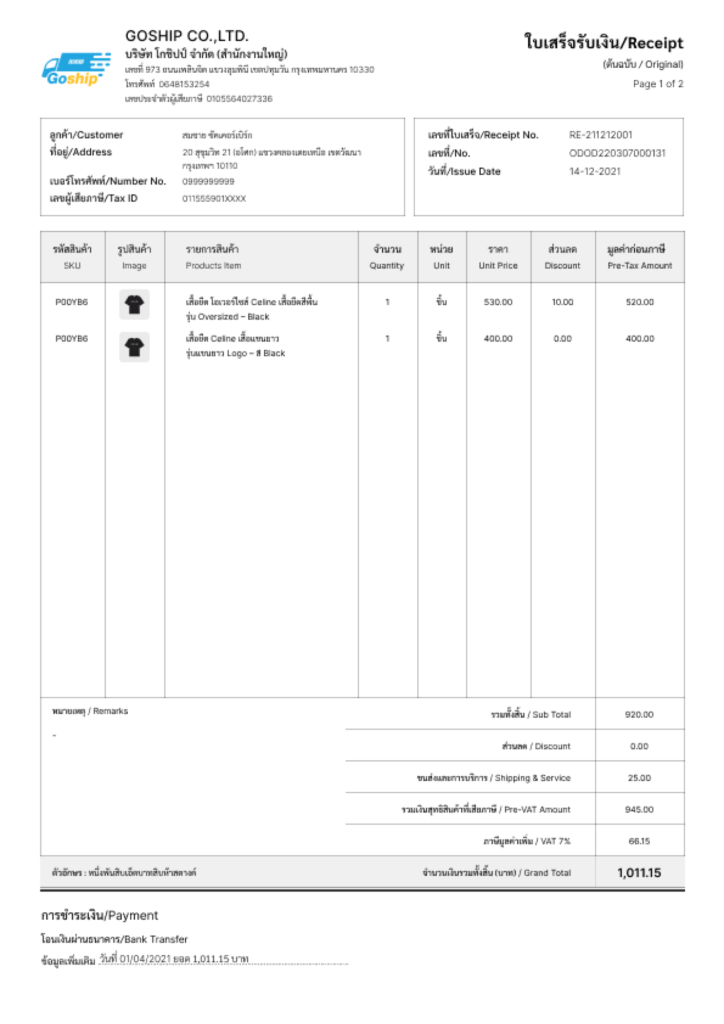 GOSHIP CO.,LTD.
บริษัท โกชิปป์ จำกัด (สำนักงานใหญ่)
เลขที่ 973 ถนนเพลินจิต แขวงลุมพินี เขตปทุมวัน กรุงเทพมหานคร 10330
โทรศัพท์ 0648153254
เลขประจำตัวผู้เสียภาษี 0105564027336
Goship
ใบเสร็จรับเงิน/Receipt
(ต้นฉบับ / Original)
Page 1 of 2
ลูกค้า/Customer สมชาย ซัคเคอร์เบิร์ก
ที่อยู่/Address 20 สุขุมวิท 21 (อโศก) แขวงคลองเตยเหนือ เขตวัฒนา
กรุงเทพฯ 10110
เบอร์โทรศัพท์/Number No. 0999999999
เลขผู้เสียภาษี/Tax ID 011555901XXXX
เลขที่ใบเสร็จ/Receipt No. RE-211212001
เลขที่/No. ODOD220307000131
วันที่/Issue Date 14-12-2021
รหัสสินค้า รูปสินค้า รายการสินค้า จำนวน หน่วย ราคา ส่วนลด มูลค่าก่อนภาษี
SKU Image Products Item Quantity Unit Unit Price Discount Pre-Tax Amount
P00YB6 เสื้อยืด โอเวอร์ไซส์ Celine เสื้อยืดสีพื้น 1 ชิ้น 530.00 10.00 520.00
รุ่น Oversized – Black
P00YB6 เสื้อยืด Celine เสื้อแขนยาว 1 ชิ้น 400.00 0.00 400.00
รุ่นแขนยาว Logo – สี Black
หมายเหตุ / Remarks
-
รวมทั้งสิ้น / Sub Total 920.00
ส่วนลด / Discount 0.00
ขนส่งและการบริการ / Shipping & Service 25.00
รวมเงินสุทธิสินค้าที่เสียภาษี / Pre-VAT Amount 945.00
ภาษีมูลค่าเพิ่ม / VAT 7% 66.15
ตัวอักษร : หนึ่งพันสิบเอ็ดบาทสิบห้าสตางค์ จำนวนเงินรวมทั้งสิ้น (บาท) / Grand Total 1,011.15
การชำระเงิน/Payment
โอนเงินผ่านธนาคาร/Bank Transfer
ข้อมูลเพิ่มเติม วันที่ 01/04/2021 ยอด 1,011.15 บาท